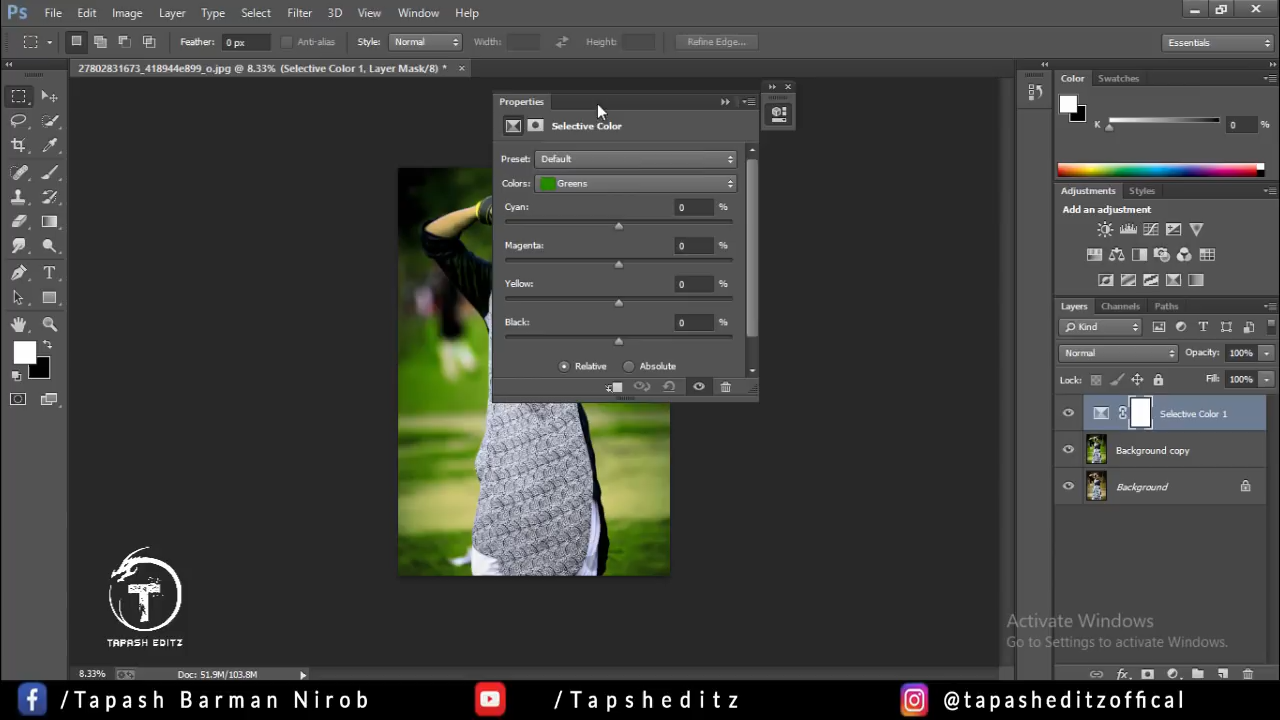 Ps File Edit Image Layer Type Select Filter 3D View Window Help
Feather: 0 px Anti-alias Style: Normal Width: Height: Refine Edge... Essentials
27802831673_418944e899_o.jpg @ 8.33% (Selective Color 1, Layer Mask/8) *
Properties
Selective Color
Preset: Default
Colors: Greens
Cyan: 0 %
Magenta: 0 %
Yellow: 0 %
Black: 0 %
Relative Absolute
Color Swatches
K 0 %
Adjustments Styles
Add an adjustment
Layers Channels Paths
Kind
Normal Opacity: 100%
Lock: Fill: 100%
Selective Color 1
Background copy
Background
T
TAPASH EDITZ
Activate Windows
Go to Settings to activate Windows.
8.33% Doc: 51.9M/103.8M
/Tapash Barman Nirob /Tapsheditz @tapasheditzoffical